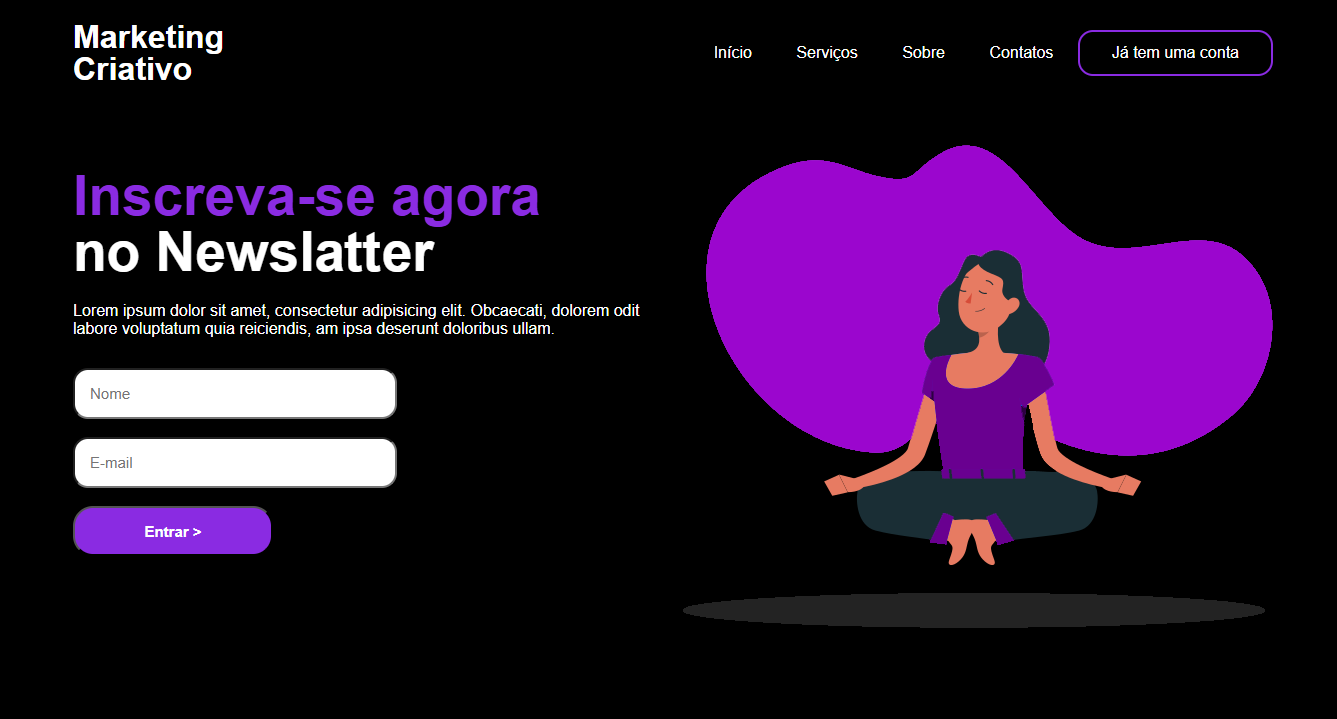 Marketing
Criativo
Início
Serviços
Sobre
Contatos
Já tem uma conta
Inscreva-se agora
no Newslatter
Lorem ipsum dolor sit amet, consectetur adipisicing elit. Obcaecati, dolorem odit
labore voluptatum quia reiciendis, am ipsa deserunt doloribus ullam.
Nome
E-mail
Entrar >